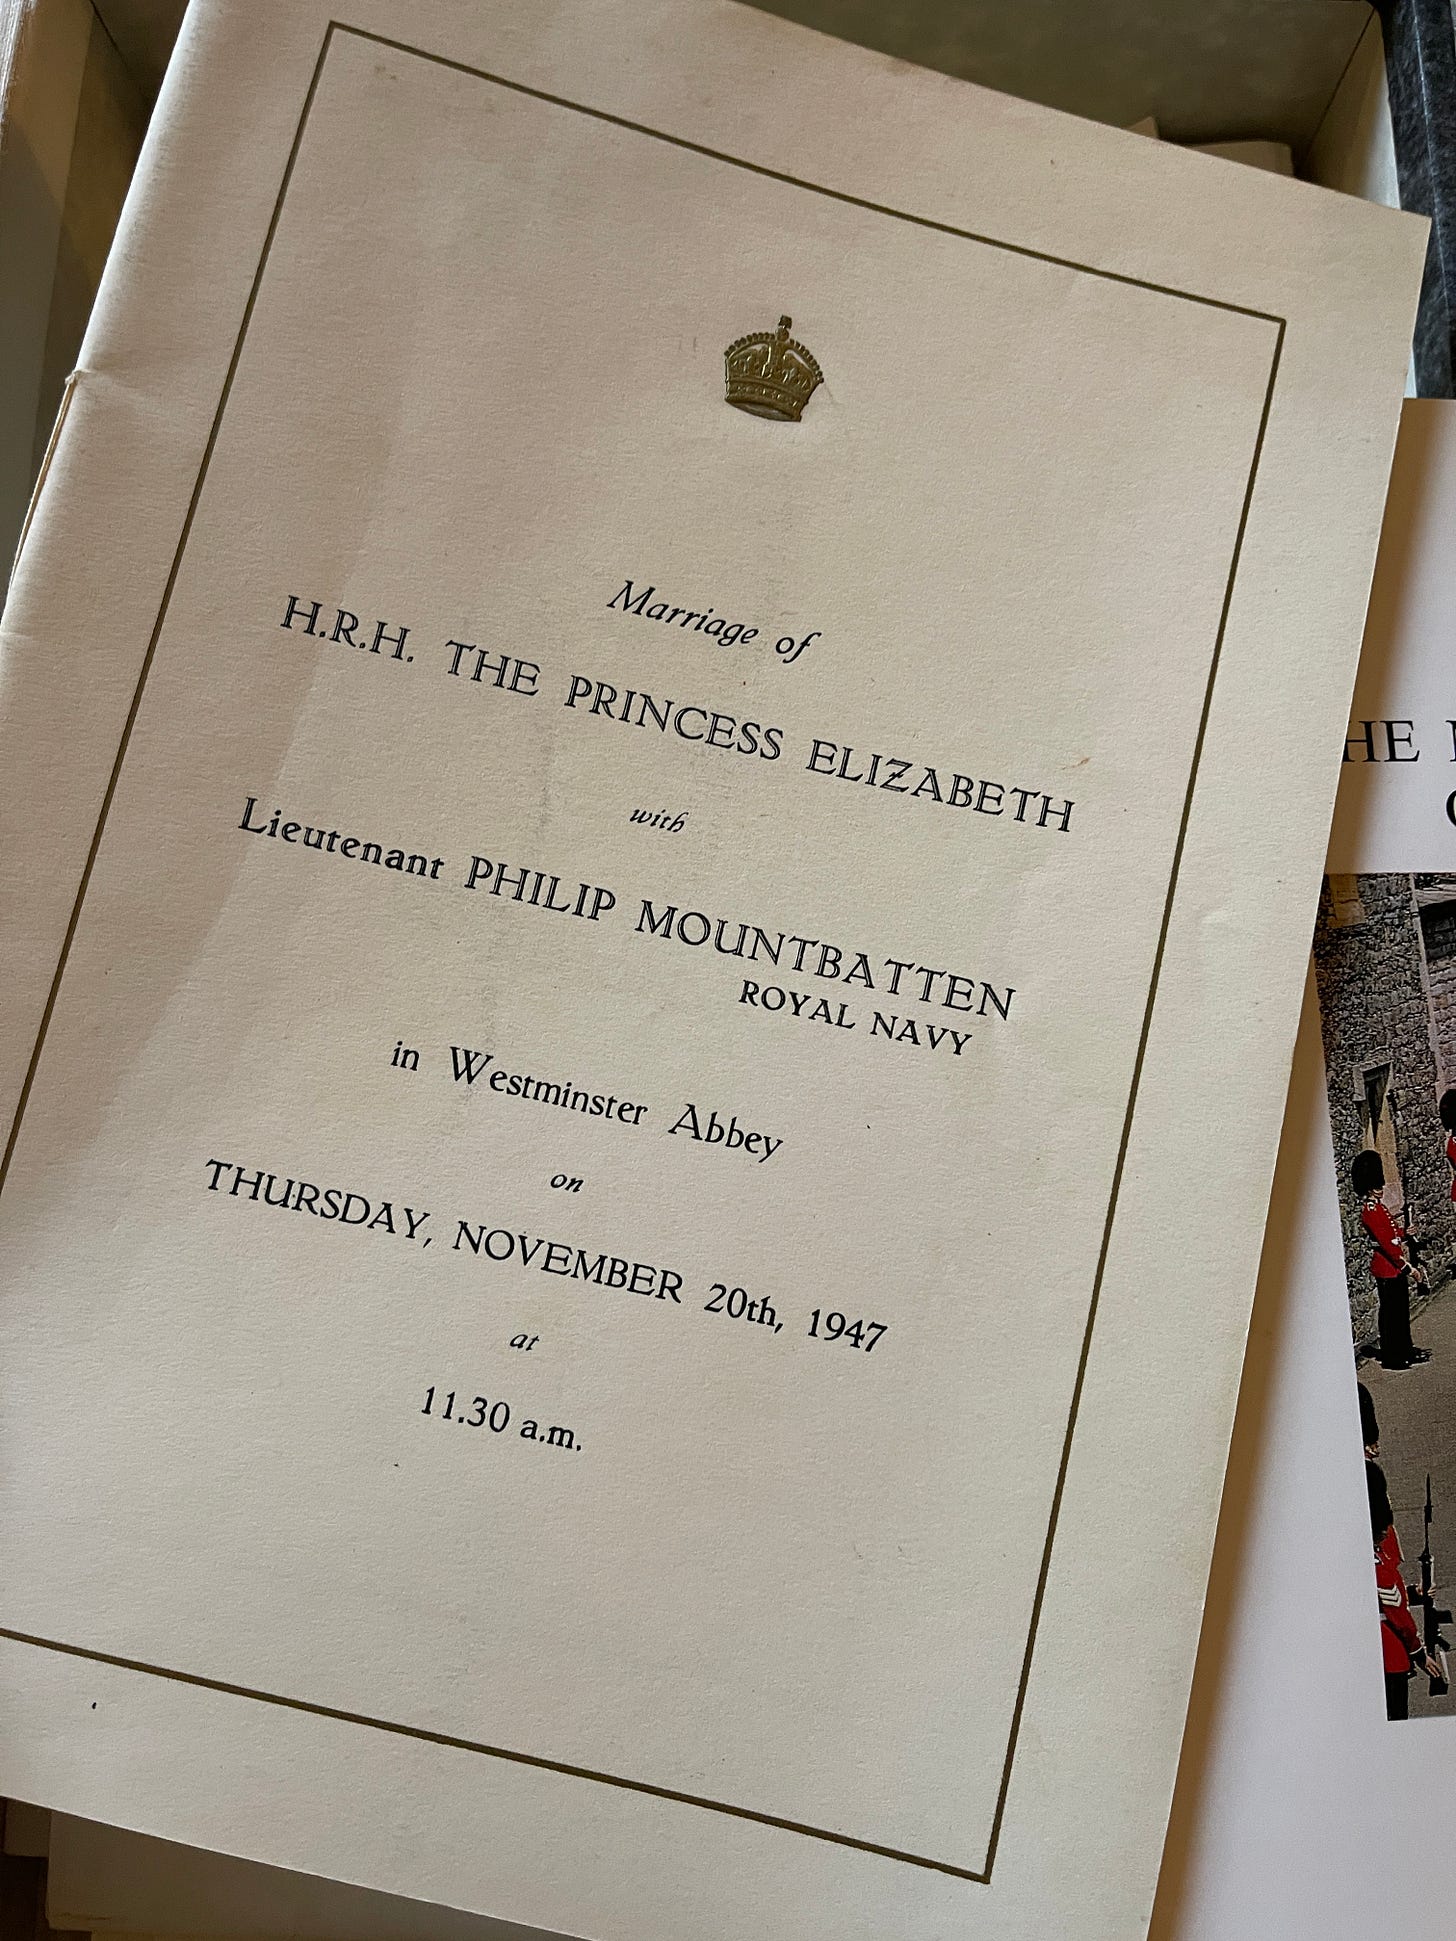 Marriage of
H.R.H. THE PRINCESS ELIZABETH
with
Lieutenant PHILIP MOUNTBATTEN
ROYAL NAVY
in Westminster Abbey
on
THURSDAY, NOVEMBER 20th, 1947
at
11.30 a.m.
HE